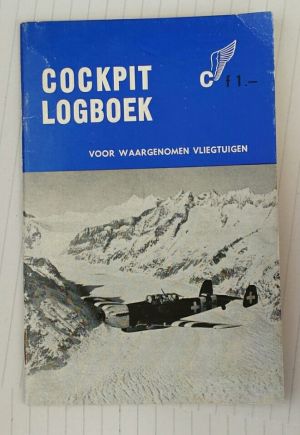 COCKPIT
LOGBOEK
C f 1.—
VOOR WAARGENOMEN VLIEGTUIGEN